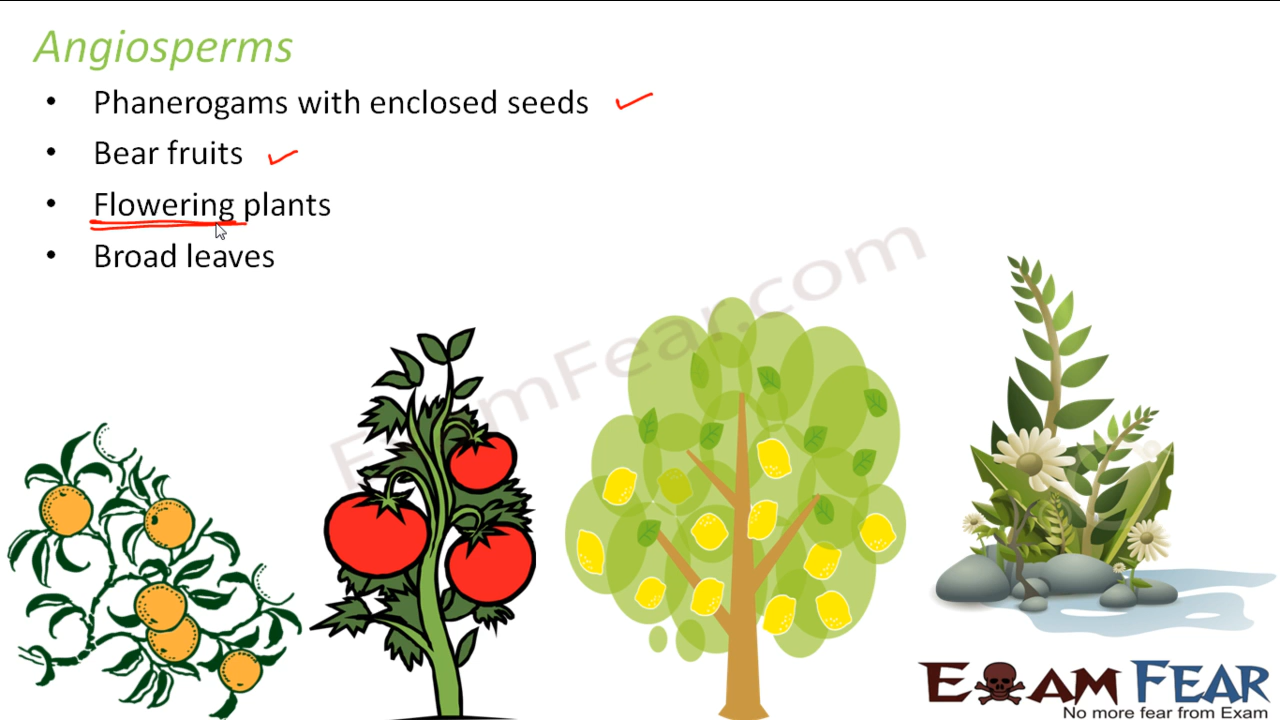 Angiosperms
• Phanerogams with enclosed seeds
• Bear fruits
• Flowering plants
• Broad leaves
ExamFear.com
EXAM FEAR
No more fear from Exam